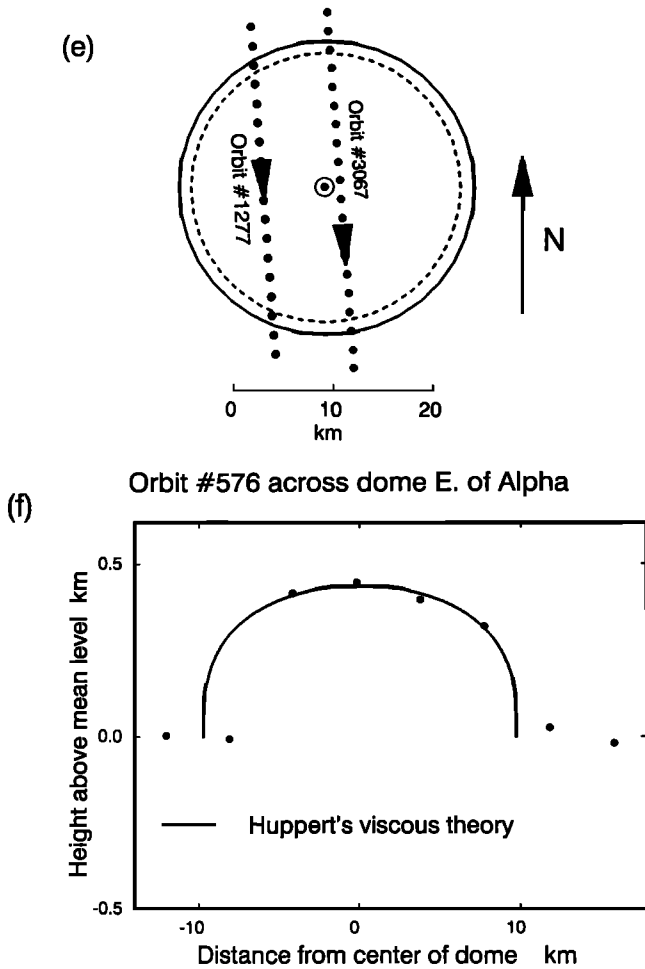 (e)
Orbit #3067
Orbit #1277
N
0 10 20
km
Orbit #576 across dome E. of Alpha
(f)
Height above mean level km
0.5
0.0
-0.5
Huppert's viscous theory
-10 0 10
Distance from center of dome km